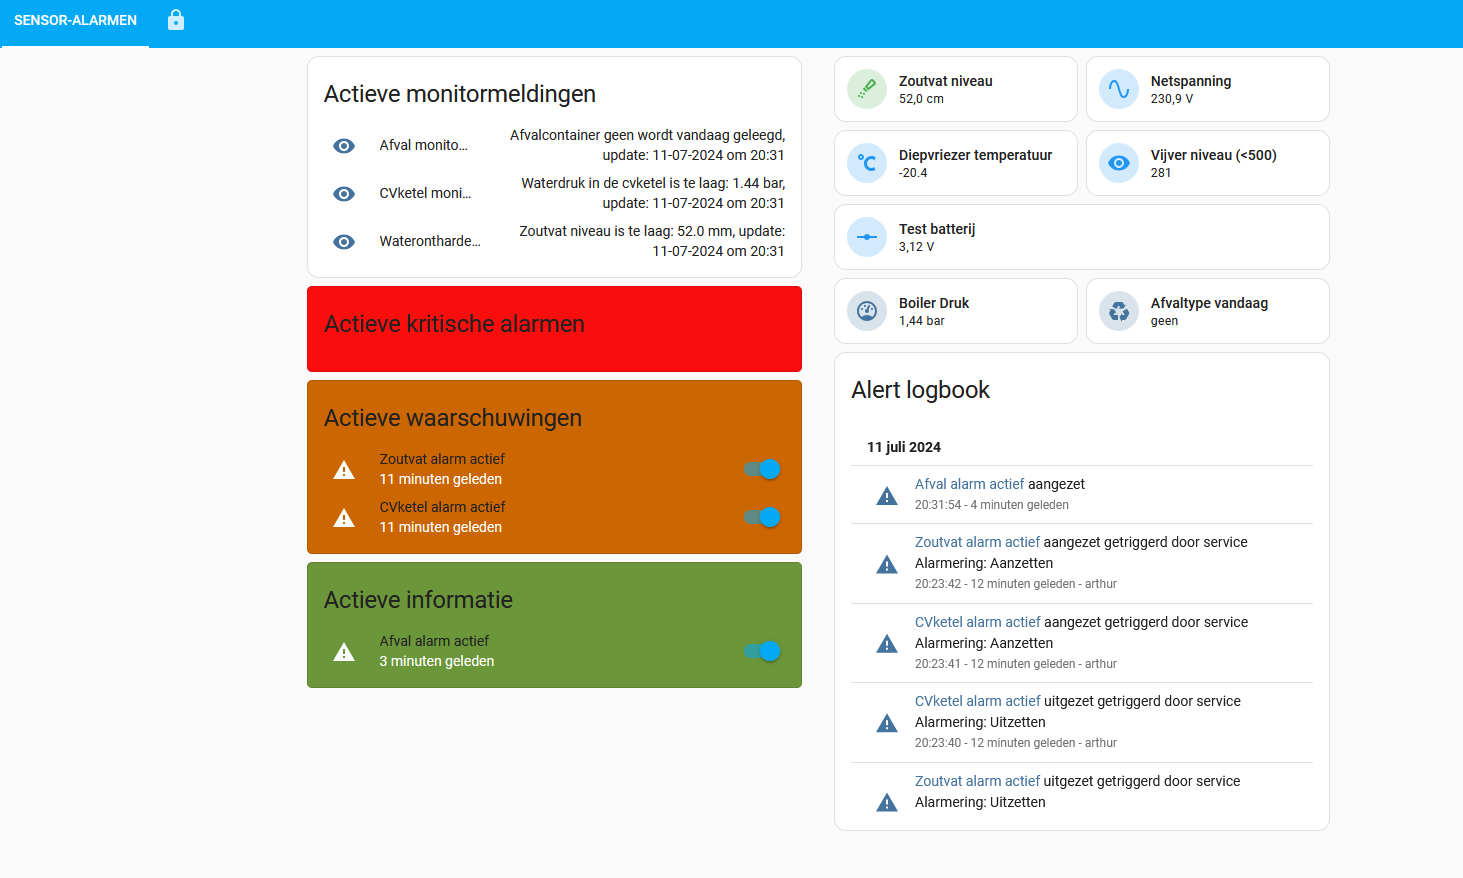 SENSOR-ALARMEN
Actieve monitormeldingen
Afval monito...
Afvalcontainer geen wordt vandaag geleegd,
update: 11-07-2024 om 20:31
CVketel moni...
Waterdruk in de cvketel is te laag: 1.44 bar,
update: 11-07-2024 om 20:31
Waterontharde...
Zoutvat niveau is te laag: 52.0 mm, update:
11-07-2024 om 20:31
Actieve kritische alarmen
Actieve waarschuwingen
Zoutvat alarm actief
11 minuten geleden
CVketel alarm actief
11 minuten geleden
Actieve informatie
Afval alarm actief
3 minuten geleden
Zoutvat niveau
52,0 cm
Netspanning
230,9 V
Diepvriezer temperatuur
-20.4
Vijver niveau (<500)
281
Test batterij
3,12 V
Boiler Druk
1,44 bar
Afvaltype vandaag
geen
Alert logbook
11 juli 2024
Afval alarm actief aangezet
20:31:54 - 4 minuten geleden
Zoutvat alarm actief aangezet getriggerd door service
Alarmering: Aanzetten
20:23:42 - 12 minuten geleden - arthur
CVketel alarm actief aangezet getriggerd door service
Alarmering: Aanzetten
20:23:41 - 12 minuten geleden - arthur
CVketel alarm actief uitgezet getriggerd door service
Alarmering: Uitzetten
20:23:40 - 12 minuten geleden - arthur
Zoutvat alarm actief uitgezet getriggerd door service
Alarmering: Uitzetten